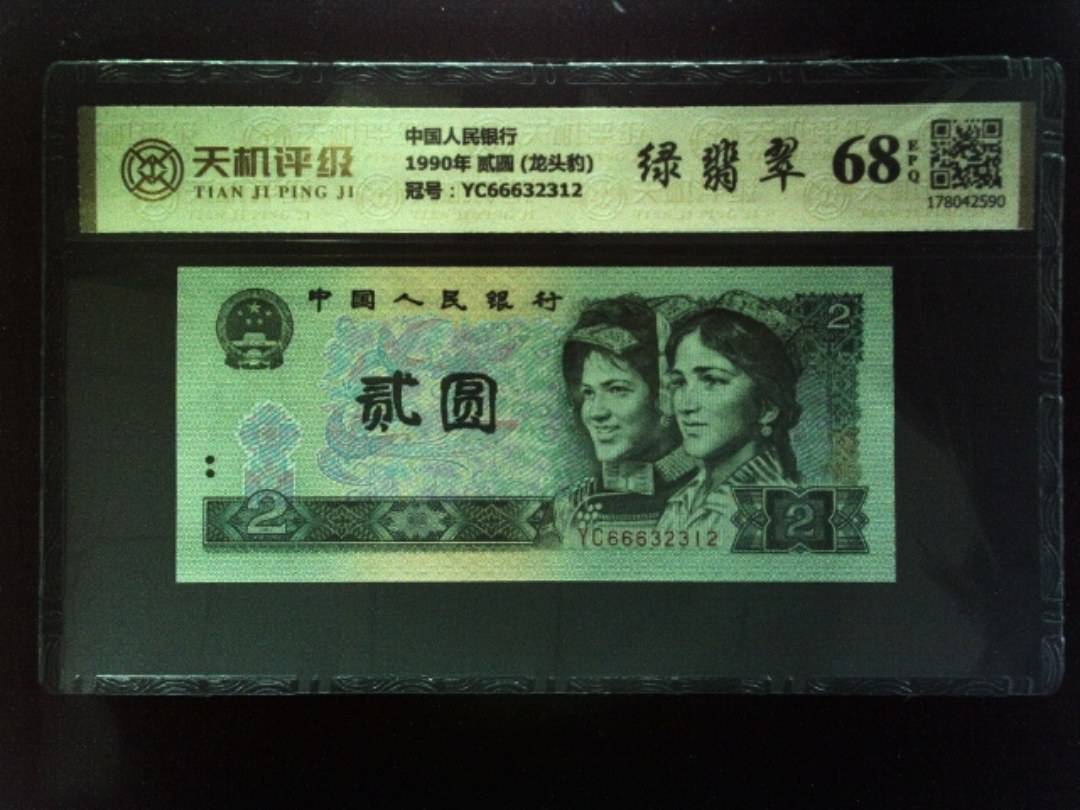 天机评级
TIAN JI PING JI
中国人民银行
1990年 贰圆 (龙头豹)
冠号：YC66632312
绿翡翠
68
EPQ
178042590
中国人民银行
2
贰圆
2
YC66632312
2